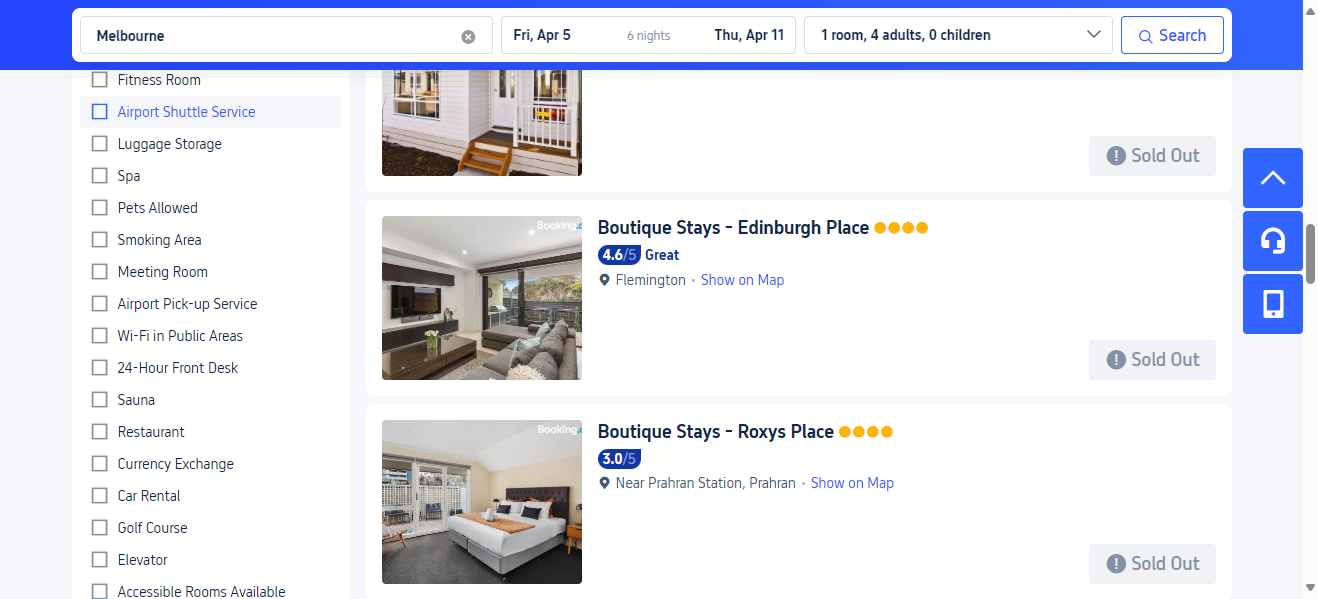 Melbourne
Fri, Apr 5
6 nights
Thu, Apr 11
1 room, 4 adults, 0 children
Search
Fitness Room
Airport Shuttle Service
Luggage Storage
Spa
Pets Allowed
Smoking Area
Meeting Room
Airport Pick-up Service
Wi-Fi in Public Areas
24-Hour Front Desk
Sauna
Restaurant
Currency Exchange
Car Rental
Golf Course
Elevator
Accessible Rooms Available
Sold Out
Booking.c
Boutique Stays - Edinburgh Place
4.6/5 Great
Flemington • Show on Map
Sold Out
Booking.c
Boutique Stays - Roxys Place
3.0/5
Near Prahran Station, Prahran • Show on Map
Sold Out